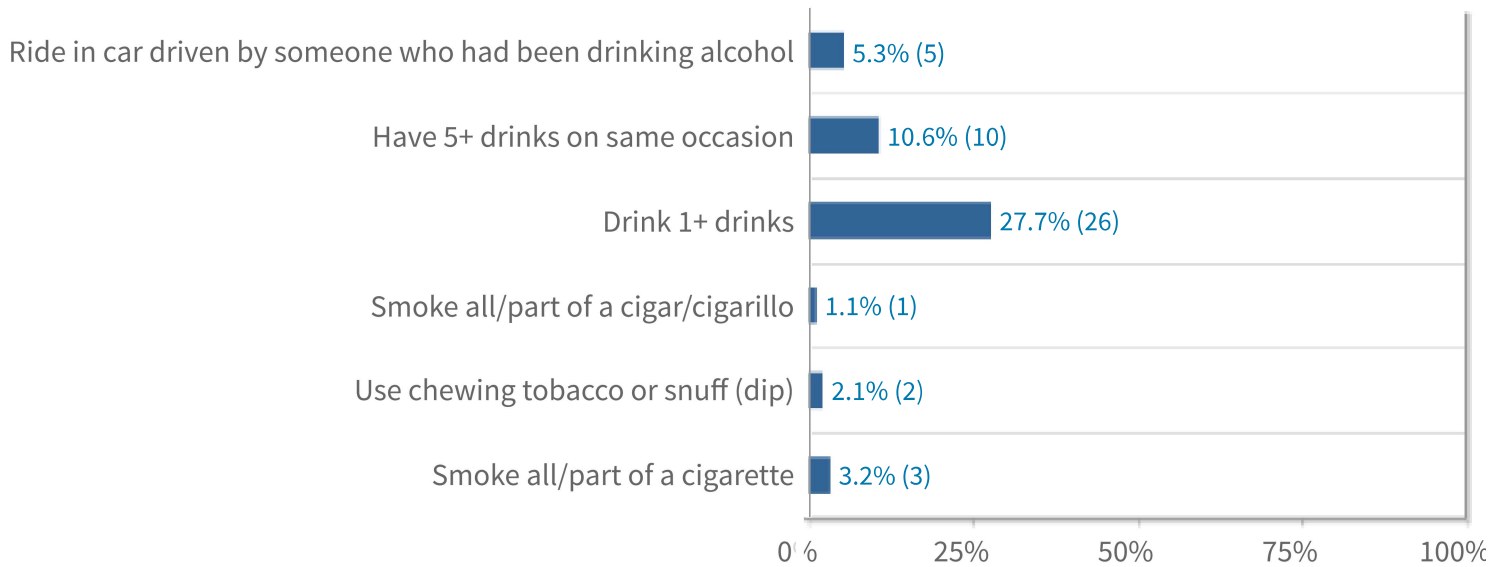 Ride in car driven by someone who had been drinking alcohol 5.3% (5)
Have 5+ drinks on same occasion 10.6% (10)
Drink 1+ drinks 27.7% (26)
Smoke all/part of a cigar/cigarillo 1.1% (1)
Use chewing tobacco or snuff (dip) 2.1% (2)
Smoke all/part of a cigarette 3.2% (3)
0% 25% 50% 75% 100%